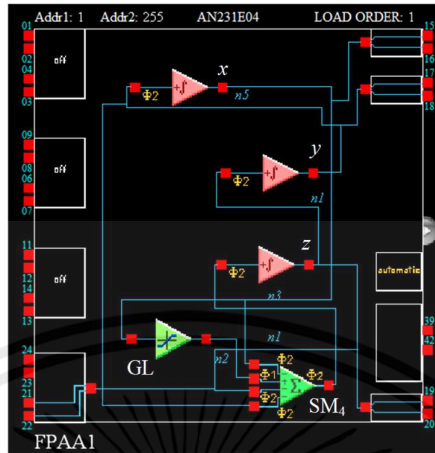 Addr1: 1 Addr2: 255 AN231E04 LOAD ORDER: 1
01
02
04
03
off
15
16
17
18
x
n5
Φ2
09
10
08
06
07
off
y
Φ2
n1
11
12
14
13
off
z
Φ2
n3
automatic
39
42
24
23
21
22
GL
n2
n1
Φ2
Φ1
Φ2
Φ2
Φ2
Σ
SM4
19
20
FPAA1